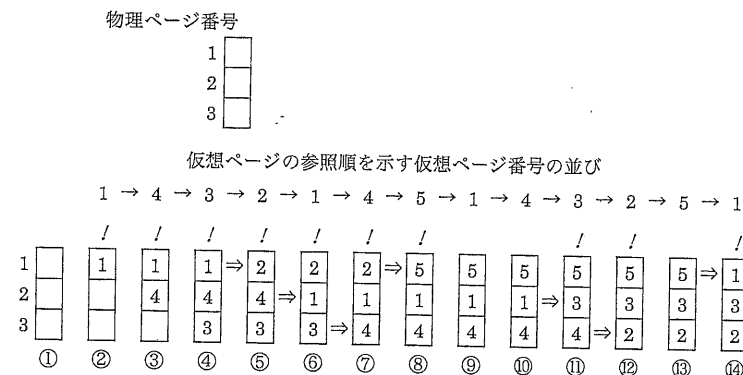 物理ページ番号
1
2
3
仮想ページの参照順を示す仮想ページ番号の並び
1 → 4 → 3 → 2 → 1 → 4 → 5 → 1 → 4 → 3 → 2 → 5 → 1
! ! ! ! ! ! ! ! ! !
1 1 1 1 ⇒ 2 2 2 ⇒ 5 5 5 5 5 5 ⇒ 1
2 4 4 4 ⇒ 1 1 1 1 1 ⇒ 3 3 3 3
3 3 3 3 ⇒ 4 4 4 4 4 ⇒ 2 2 2
① ② ③ ④ ⑤ ⑥ ⑦ ⑧ ⑨ ⑩ ⑪ ⑫ ⑬ ⑭